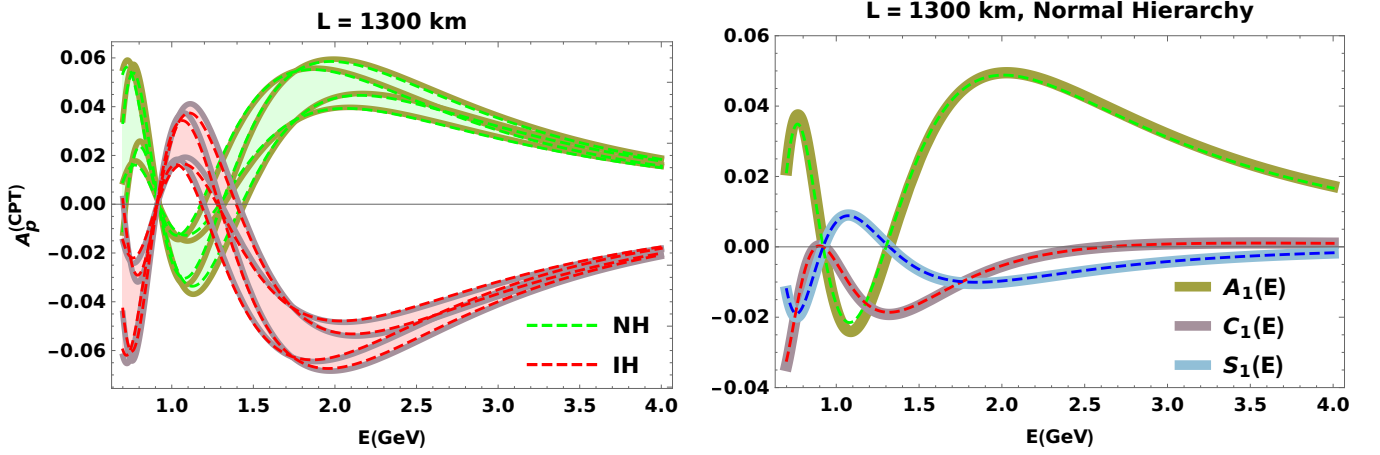 L = 1300 km
A_p^(CPT)
0.06
0.04
0.02
0.00
−0.02
−0.04
−0.06
NH
IH
1.0 1.5 2.0 2.5 3.0 3.5 4.0
E(GeV)
L = 1300 km, Normal Hierarchy
0.06
0.04
0.02
0.00
−0.02
−0.04
A₁(E)
C₁(E)
S₁(E)
1.0 1.5 2.0 2.5 3.0 3.5 4.0
E(GeV)